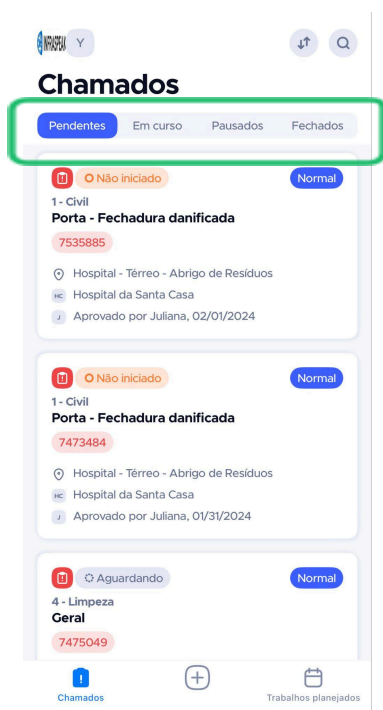 INFRASPEAK Y
Chamados
Pendentes Em curso Pausados Fechados
Não iniciado Normal
1 - Civil
Porta - Fechadura danificada
7535885
Hospital - Térreo - Abrigo de Resíduos
HC Hospital da Santa Casa
J Aprovado por Juliana, 02/01/2024
Não iniciado Normal
1 - Civil
Porta - Fechadura danificada
7473484
Hospital - Térreo - Abrigo de Resíduos
HC Hospital da Santa Casa
J Aprovado por Juliana, 01/31/2024
Aguardando Normal
4 - Limpeza
Geral
7475049
Chamados Trabalhos planejados